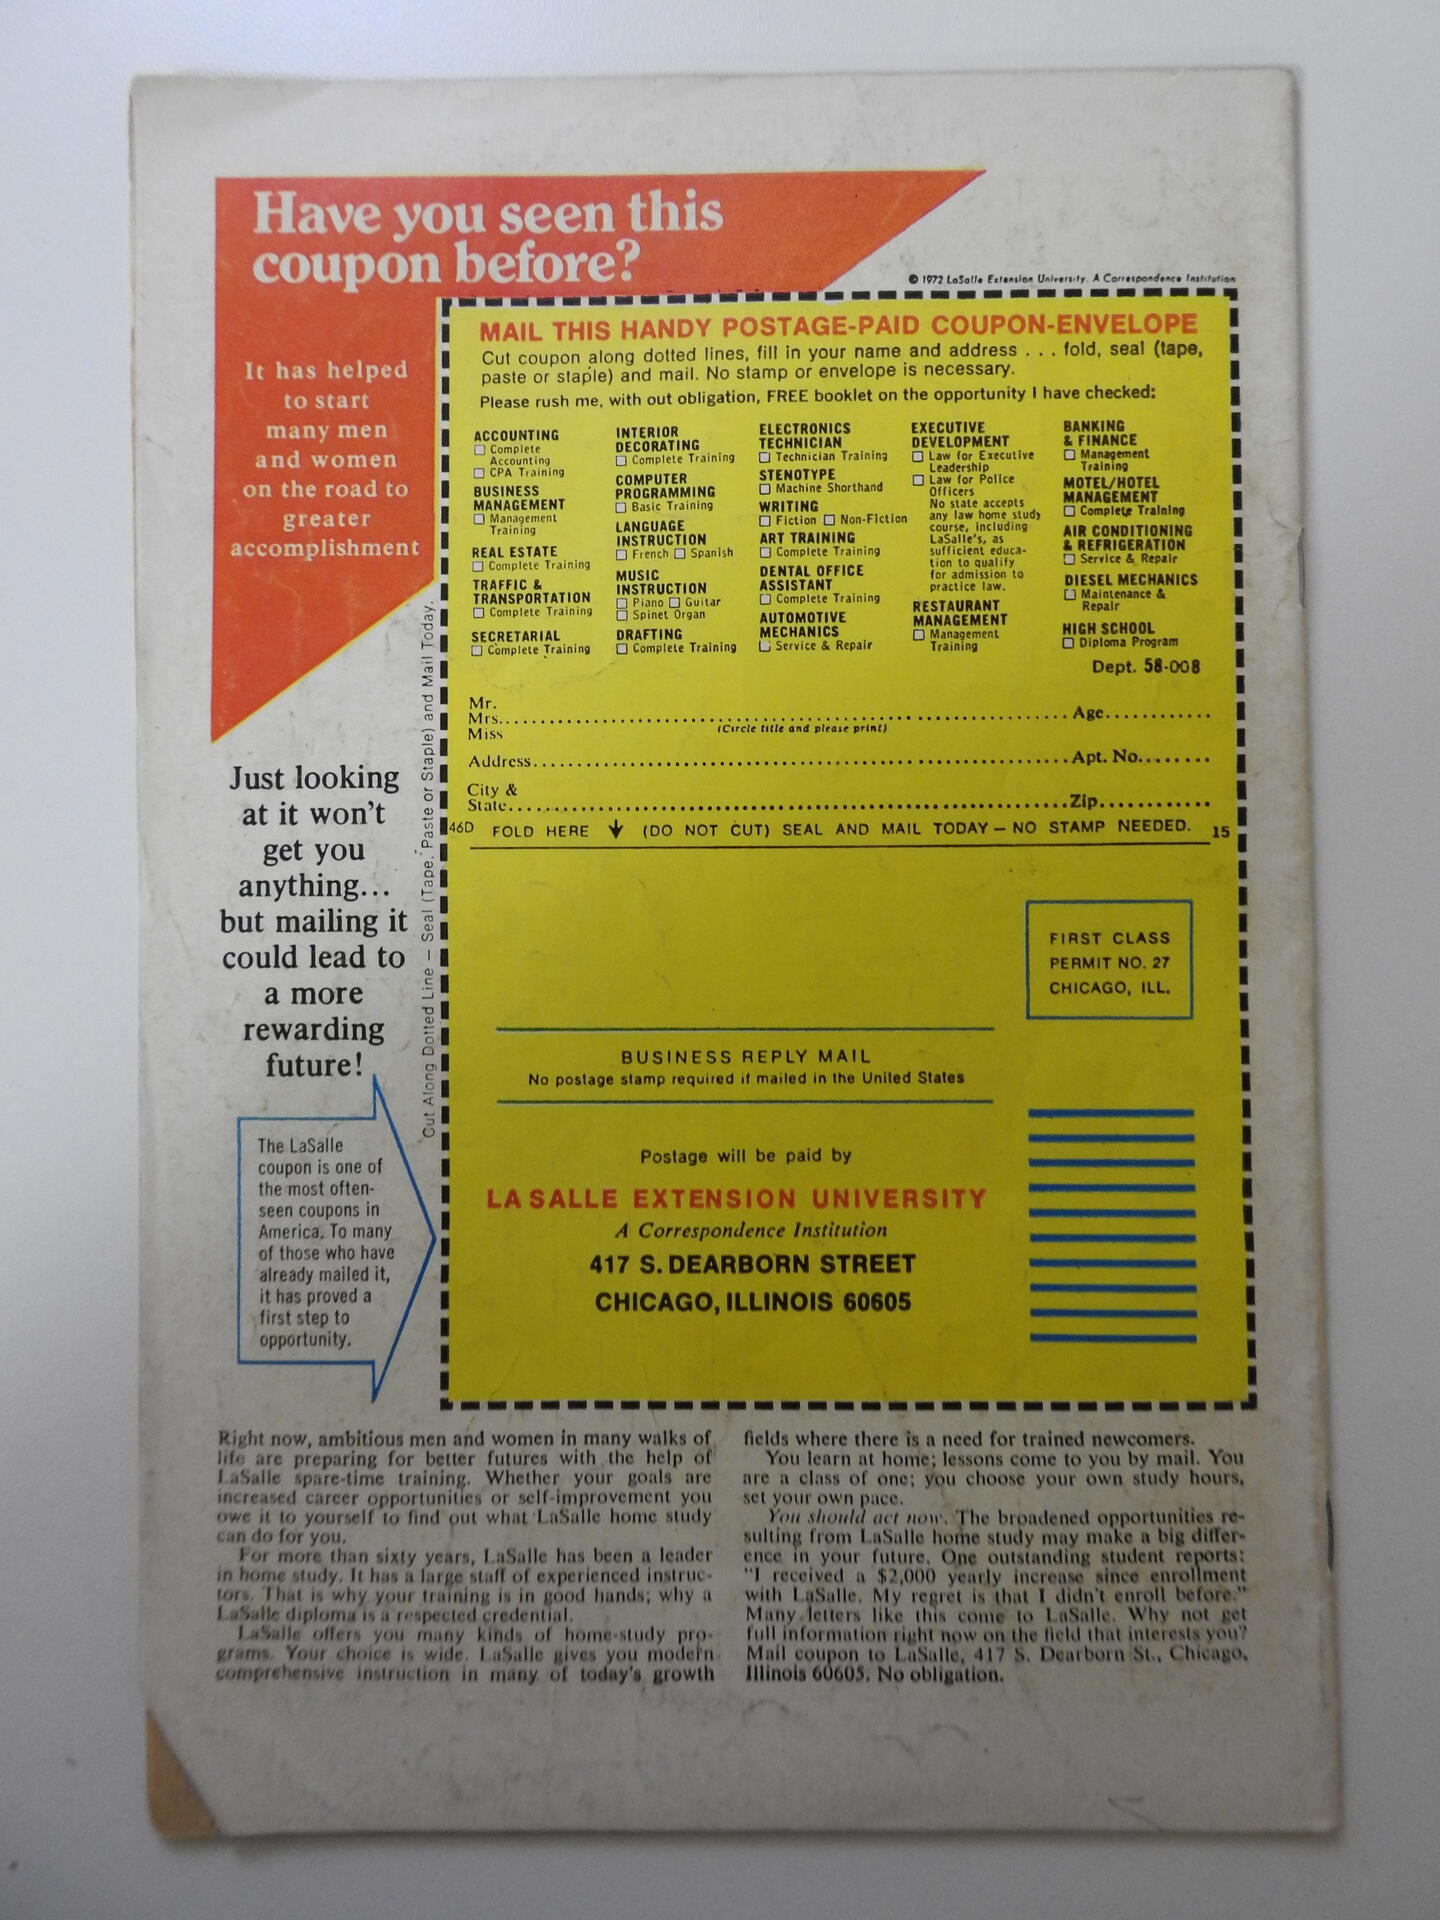 Have you seen this
coupon before?
© 1972 LaSalle Extension University. A Correspondence Institution
It has helped
to start
many men
and women
on the road to
greater
accomplishment
Just looking
at it won't
get you
anything...
but mailing it
could lead to
a more
rewarding
future!
The LaSalle
coupon is one of
the most often-
seen coupons in
America. To many
of those who have
already mailed it,
it has proved a
first step to
opportunity.
Cut Along Dotted Line – Seal (Tape, Paste or Staple) and Mail Today.
MAIL THIS HANDY POSTAGE-PAID COUPON-ENVELOPE
Cut coupon along dotted lines, fill in your name and address . . . fold, seal (tape,
paste or staple) and mail. No stamp or envelope is necessary.
Please rush me, with out obligation, FREE booklet on the opportunity I have checked:
ACCOUNTING
☐ Complete
Accounting
☐ CPA Training
BUSINESS
MANAGEMENT
☐ Management
Training
REAL ESTATE
☐ Complete Training
TRAFFIC &
TRANSPORTATION
☐ Complete Training
SECRETARIAL
☐ Complete Training
INTERIOR
DECORATING
☐ Complete Training
COMPUTER
PROGRAMMING
☐ Basic Training
LANGUAGE
INSTRUCTION
☐ French ☐ Spanish
MUSIC
INSTRUCTION
☐ Piano ☐ Guitar
☐ Spinet Organ
DRAFTING
☐ Complete Training
ELECTRONICS
TECHNICIAN
☐ Technician Training
STENOTYPE
☐ Machine Shorthand
WRITING
☐ Fiction ☐ Non-Fiction
ART TRAINING
☐ Complete Training
DENTAL OFFICE
ASSISTANT
☐ Complete Training
AUTOMOTIVE
MECHANICS
☐ Service & Repair
EXECUTIVE
DEVELOPMENT
☐ Law for Executive
Leadership
☐ Law for Police
Officers
No state accepts
any law home study
course, including
LaSalle's, as
sufficient educa-
tion to qualify
for admission to
practice law.
RESTAURANT
MANAGEMENT
☐ Management
Training
BANKING
& FINANCE
☐ Management
Training
MOTEL/HOTEL
MANAGEMENT
☐ Complete Training
AIR CONDITIONING
& REFRIGERATION
☐ Service & Repair
DIESEL MECHANICS
☐ Maintenance &
Repair
HIGH SCHOOL
☐ Diploma Program
Dept. 58-008
Mr.
Mrs. Age
Miss (Circle title and please print)
Address Apt. No.
City &
State Zip
46D FOLD HERE ↓ (DO NOT CUT) SEAL AND MAIL TODAY – NO STAMP NEEDED. 15
FIRST CLASS
PERMIT NO. 27
CHICAGO, ILL.
BUSINESS REPLY MAIL
No postage stamp required if mailed in the United States
Postage will be paid by
LA SALLE EXTENSION UNIVERSITY
A Correspondence Institution
417 S. DEARBORN STREET
CHICAGO, ILLINOIS 60605
Right now, ambitious men and women in many walks of
life are preparing for better futures with the help of
LaSalle spare-time training. Whether your goals are
increased career opportunities or self-improvement you
owe it to yourself to find out what LaSalle home study
can do for you.
For more than sixty years, LaSalle has been a leader
in home study. It has a large staff of experienced instruc-
tors. That is why your training is in good hands; why a
LaSalle diploma is a respected credential.
LaSalle offers you many kinds of home-study pro-
grams. Your choice is wide. LaSalle gives you modern
comprehensive instruction in many of today's growth
fields where there is a need for trained newcomers.
You learn at home; lessons come to you by mail. You
are a class of one; you choose your own study hours,
set your own pace.
You should act now. The broadened opportunities re-
sulting from LaSalle home study may make a big differ-
ence in your future. One outstanding student reports:
"I received a $2,000 yearly increase since enrollment
with LaSalle. My regret is that I didn't enroll before."
Many letters like this come to LaSalle. Why not get
full information right now on the field that interests you?
Mail coupon to LaSalle, 417 S. Dearborn St., Chicago,
Illinois 60605. No obligation.